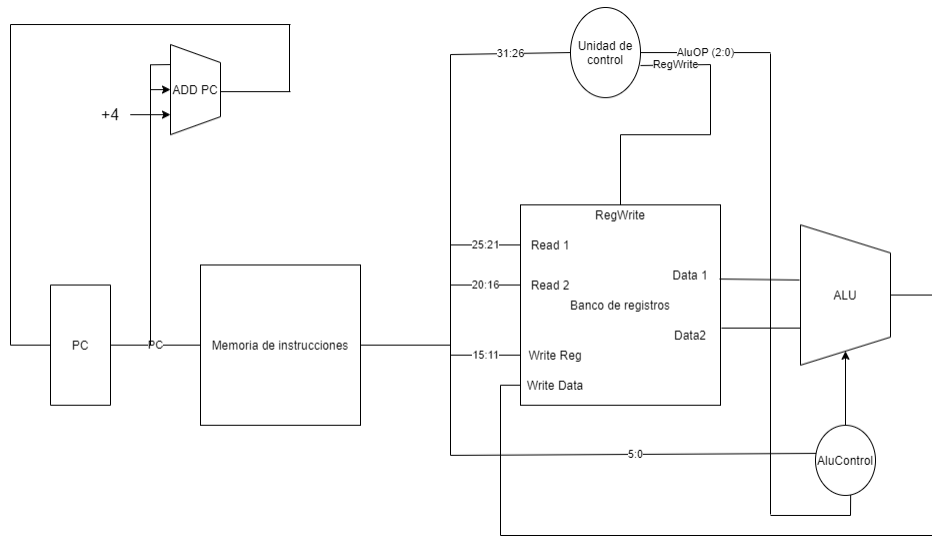 Unidad de
control
31:26
AluOP (2:0)
RegWrite
ADD PC
+4
RegWrite
25:21
Read 1
20:16
Read 2
Data 1
Banco de registros
ALU
PC
PC
Memoria de instrucciones
Data2
15:11
Write Reg
Write Data
5:0
AluControl